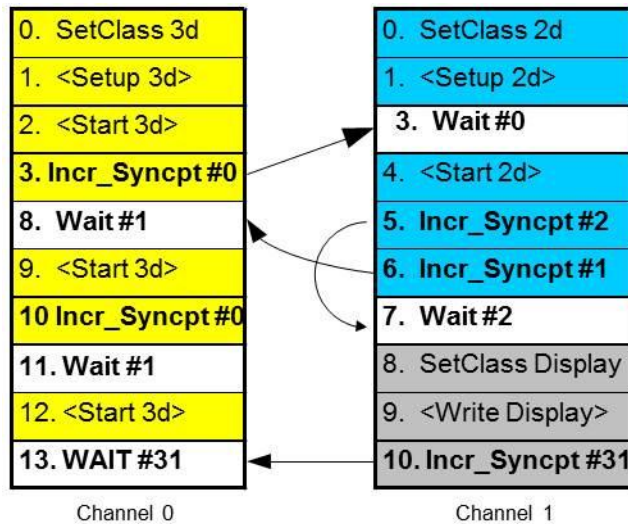 0. SetClass 3d
1. <Setup 3d>
2. <Start 3d>
3. Incr_Syncpt #0
8. Wait #1
9. <Start 3d>
10 Incr_Syncpt #0
11. Wait #1
12. <Start 3d>
13. WAIT #31
Channel 0
0. SetClass 2d
1. <Setup 2d>
3. Wait #0
4. <Start 2d>
5. Incr_Syncpt #2
6. Incr_Syncpt #1
7. Wait #2
8. SetClass Display
9. <Write Display>
10. Incr_Syncpt #31
Channel 1